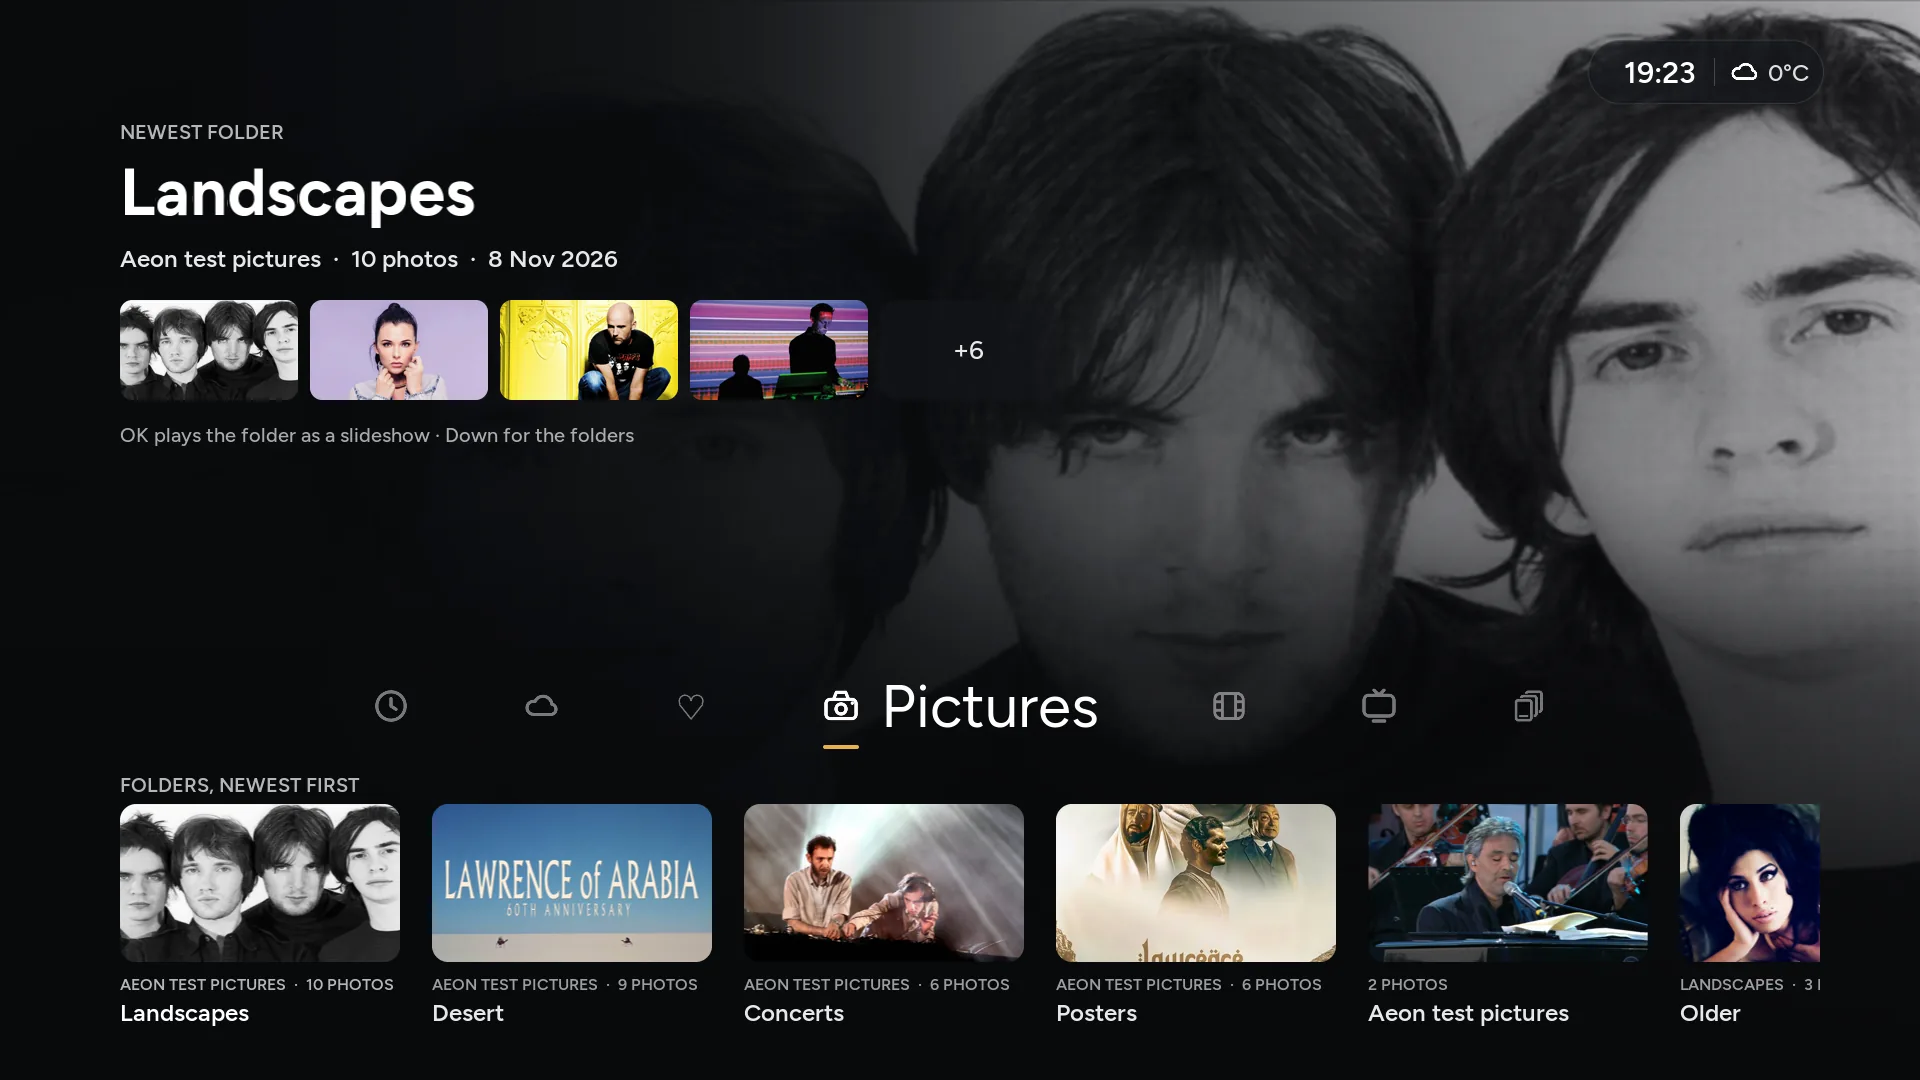 19:23
0°C
NEWEST FOLDER
Landscapes
Aeon test pictures · 10 photos · 8 Nov 2026
+6
OK plays the folder as a slideshow · Down for the folders
Pictures
FOLDERS, NEWEST FIRST
LAWRENCE of ARABIA
60TH ANNIVERSARY
AEON TEST PICTURES · 10 PHOTOS
Landscapes
AEON TEST PICTURES · 9 PHOTOS
Desert
AEON TEST PICTURES · 6 PHOTOS
Concerts
AEON TEST PICTURES · 6 PHOTOS
Posters
2 PHOTOS
Aeon test pictures
LANDSCAPES · 3
Older